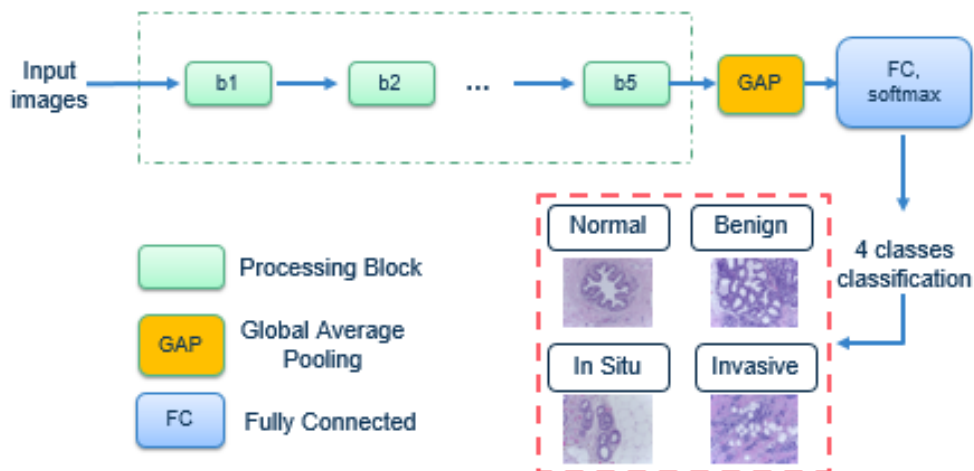 Input
images
b1
b2
...
b5
GAP
FC,
softmax
4 classes
classification
Normal
Benign
In Situ
Invasive
Processing Block
GAP
Global Average
Pooling
FC
Fully Connected